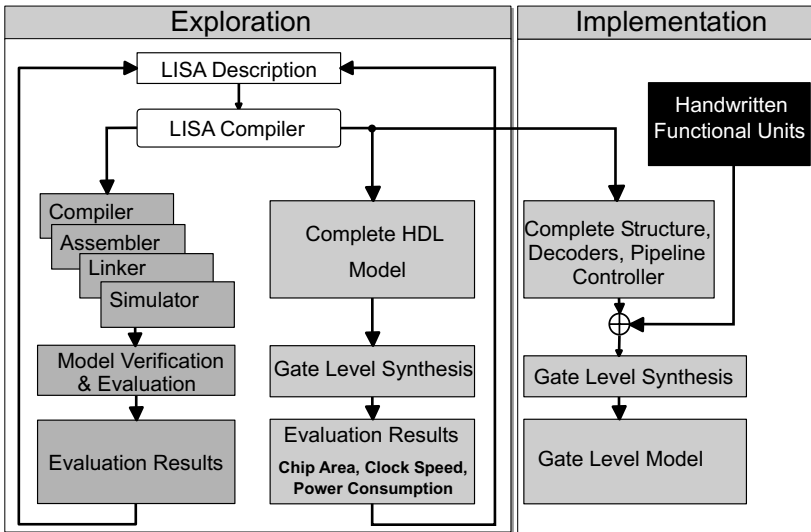 Exploration
LISA Description
LISA Compiler
Compiler
Assembler
Linker
Simulator
Model Verification
& Evaluation
Evaluation Results
Complete HDL
Model
Gate Level Synthesis
Evaluation Results
Chip Area, Clock Speed,
Power Consumption
Implementation
Handwritten
Functional Units
Complete Structure,
Decoders, Pipeline
Controller
Gate Level Synthesis
Gate Level Model